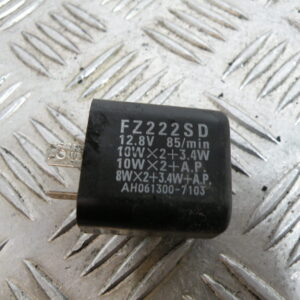 FZ222SD
12.8V 85/min
10W×2+3.4W
10W×2+A.P.
8W×2+3.4W+A.P.
AH061300-7103